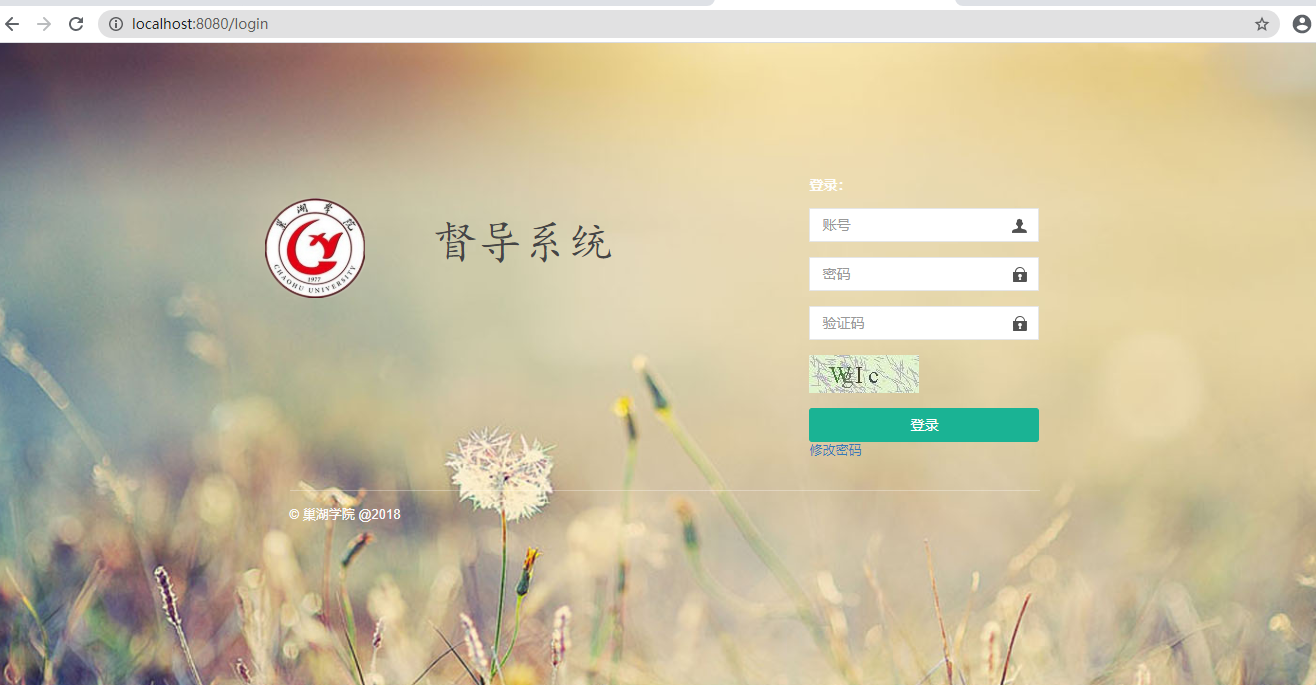 localhost:8080/login
巢湖学院
CHAOHU UNIVERSITY
1977
督导系统
登录:
账号
密码
验证码
WgIc
登录
修改密码
© 巢湖学院 @2018